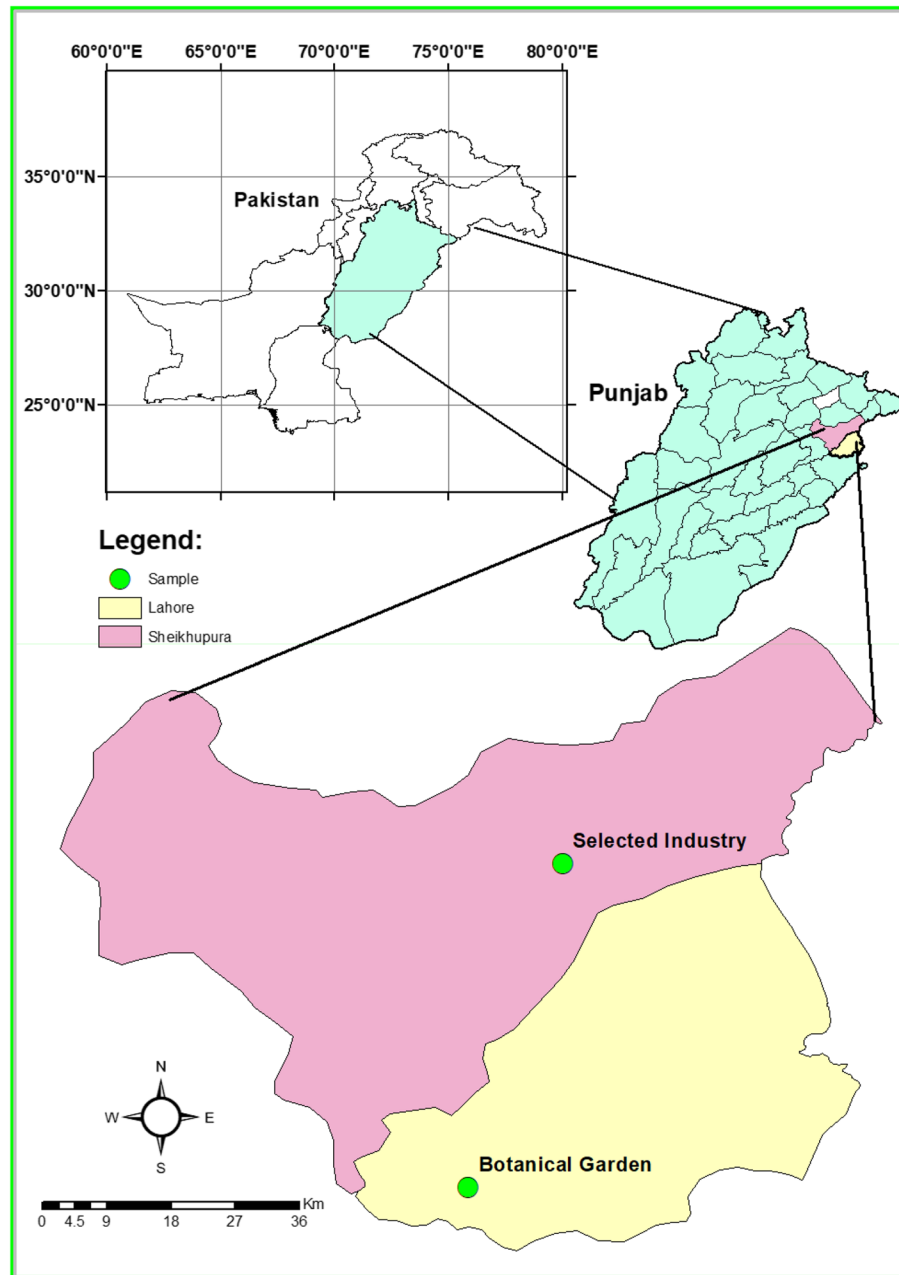 60°0'0"E 65°0'0"E 70°0'0"E 75°0'0"E 80°0'0"E
35°0'0"N
Pakistan
30°0'0"N
25°0'0"N
Punjab
Legend:
Sample
Lahore
Sheikhupura
Selected Industry
Botanical Garden
N
W E
S
Km
0 4.5 9 18 27 36